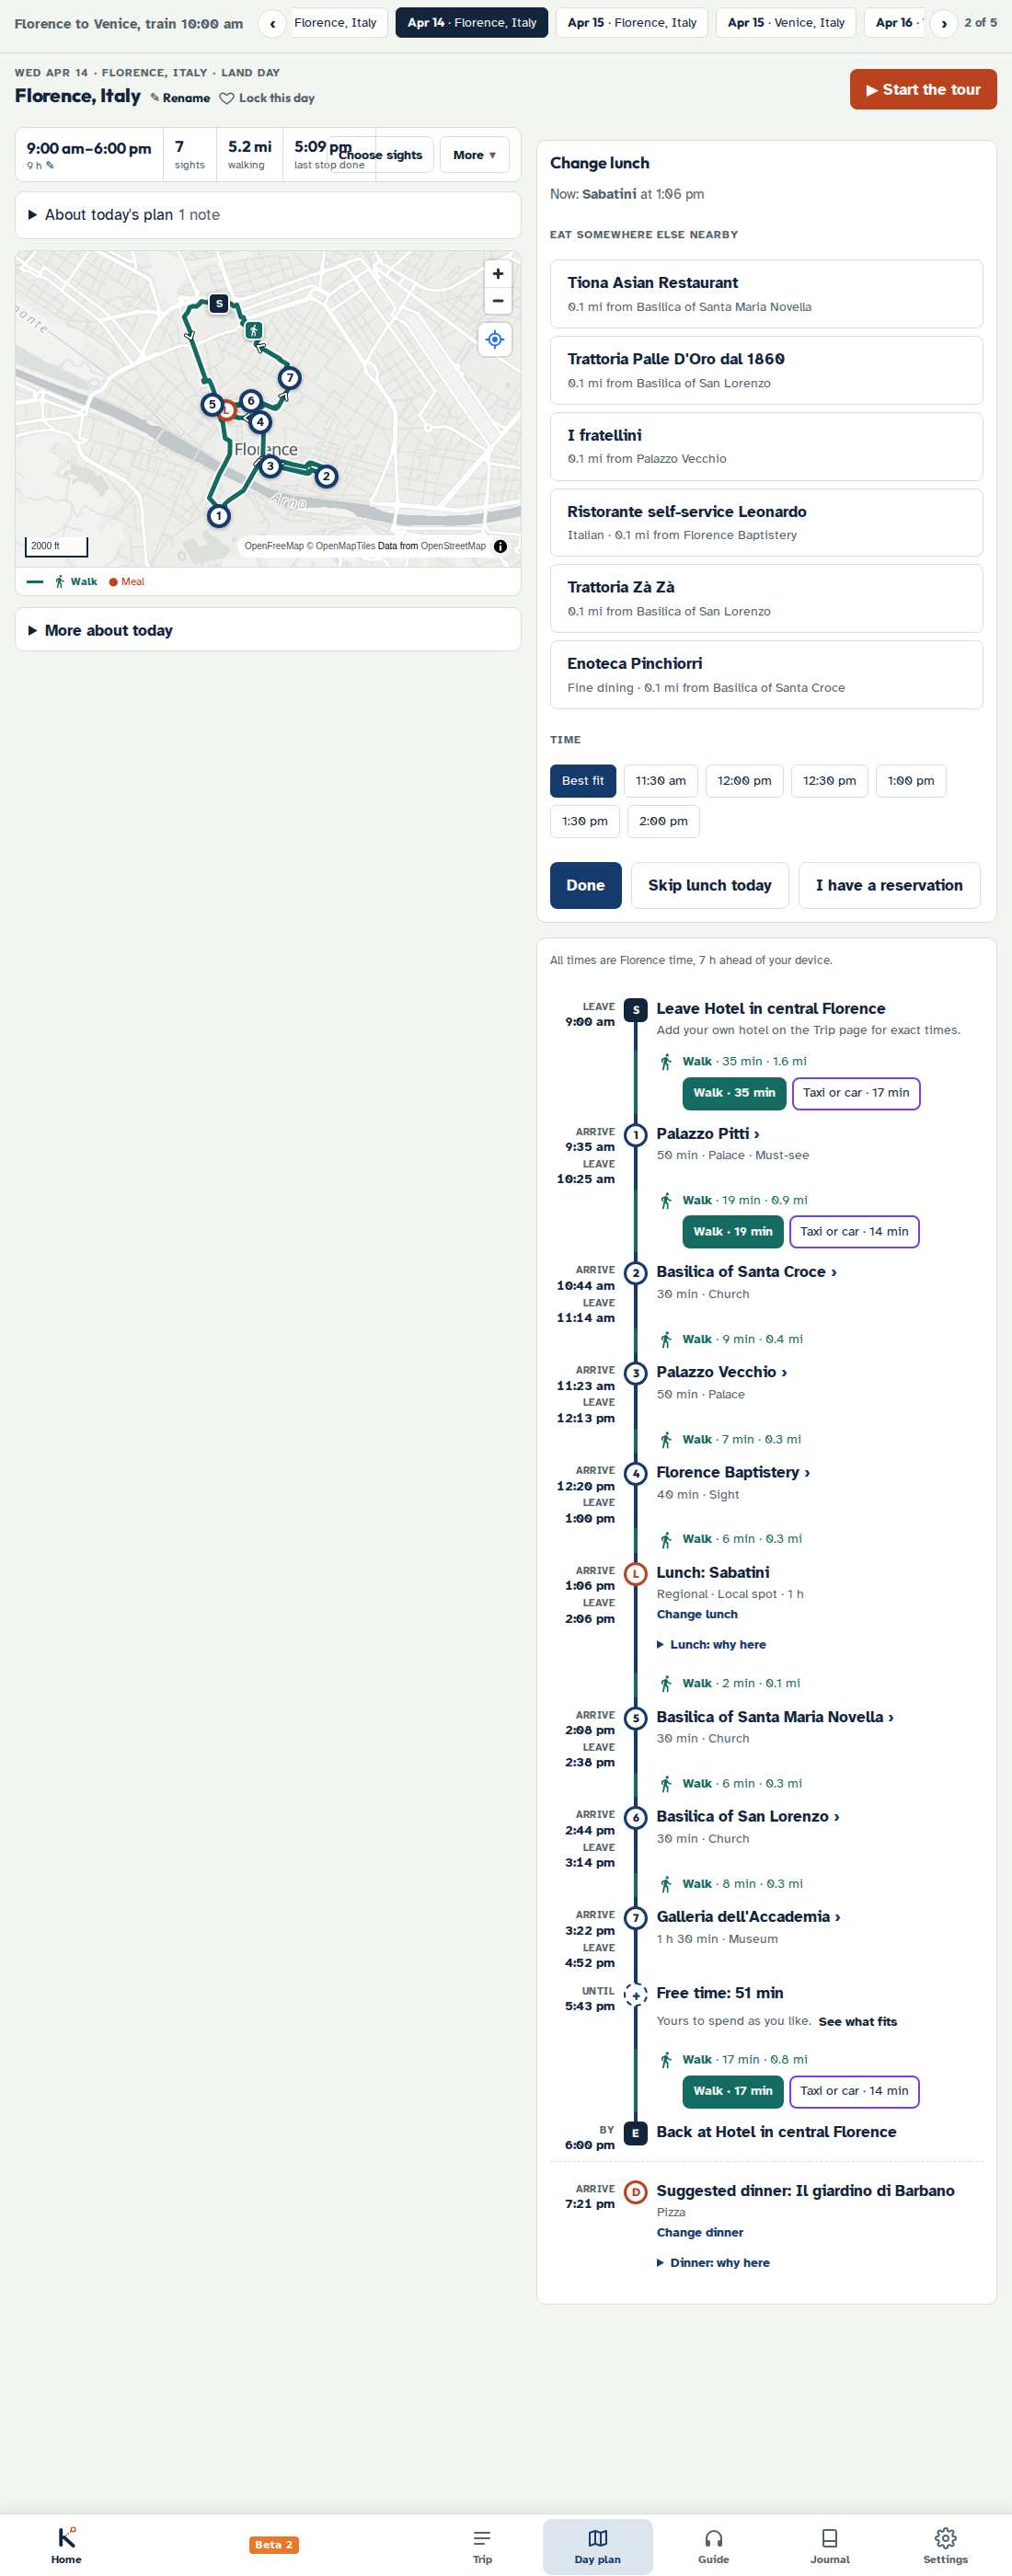 Florence to Venice, train 10:00 am
‹
Florence, Italy
Apr 14 · Florence, Italy
Apr 15 · Florence, Italy
Apr 15 · Venice, Italy
Apr 16 ·
›
2 of 5
WED APR 14 · FLORENCE, ITALY · LAND DAY
Florence, Italy
✎ Rename
Lock this day
▶ Start the tour
9:00 am–6:00 pm
9 h ✎
7
sights
5.2 mi
walking
5:09 pm
last stop done
Choose sights
More ▾
▶ About today's plan 1 note
S
7
6
5
L
4
Florence
3
2
Arno
1
+
−
2000 ft
OpenFreeMap © OpenMapTiles Data from OpenStreetMap
Walk
Meal
▶ More about today
Change lunch
Now: Sabatini at 1:06 pm
EAT SOMEWHERE ELSE NEARBY
Tiona Asian Restaurant
0.1 mi from Basilica of Santa Maria Novella
Trattoria Palle D'Oro dal 1860
0.1 mi from Basilica of San Lorenzo
I fratellini
0.1 mi from Palazzo Vecchio
Ristorante self-service Leonardo
Italian · 0.1 mi from Florence Baptistery
Trattoria Zà Zà
0.1 mi from Basilica of San Lorenzo
Enoteca Pinchiorri
Fine dining · 0.1 mi from Basilica of Santa Croce
TIME
Best fit
11:30 am
12:00 pm
12:30 pm
1:00 pm
1:30 pm
2:00 pm
Done
Skip lunch today
I have a reservation
All times are Florence time, 7 h ahead of your device.
LEAVE
9:00 am
S
Leave Hotel in central Florence
Add your own hotel on the Trip page for exact times.
Walk · 35 min · 1.6 mi
Walk · 35 min
Taxi or car · 17 min
ARRIVE
9:35 am
LEAVE
10:25 am
1
Palazzo Pitti ›
50 min · Palace · Must-see
Walk · 19 min · 0.9 mi
Walk · 19 min
Taxi or car · 14 min
ARRIVE
10:44 am
LEAVE
11:14 am
2
Basilica of Santa Croce ›
30 min · Church
Walk · 9 min · 0.4 mi
ARRIVE
11:23 am
LEAVE
12:13 pm
3
Palazzo Vecchio ›
50 min · Palace
Walk · 7 min · 0.3 mi
ARRIVE
12:20 pm
LEAVE
1:00 pm
4
Florence Baptistery ›
40 min · Sight
Walk · 6 min · 0.3 mi
ARRIVE
1:06 pm
LEAVE
2:06 pm
L
Lunch: Sabatini
Regional · Local spot · 1 h
Change lunch
▶ Lunch: why here
Walk · 2 min · 0.1 mi
ARRIVE
2:08 pm
LEAVE
2:38 pm
5
Basilica of Santa Maria Novella ›
30 min · Church
Walk · 6 min · 0.3 mi
ARRIVE
2:44 pm
LEAVE
3:14 pm
6
Basilica of San Lorenzo ›
30 min · Church
Walk · 8 min · 0.3 mi
ARRIVE
3:22 pm
LEAVE
4:52 pm
7
Galleria dell'Accademia ›
1 h 30 min · Museum
UNTIL
5:43 pm
+
Free time: 51 min
Yours to spend as you like. See what fits
Walk · 17 min · 0.8 mi
Walk · 17 min
Taxi or car · 14 min
BY
6:00 pm
E
Back at Hotel in central Florence
ARRIVE
7:21 pm
D
Suggested dinner: Il giardino di Barbano
Pizza
Change dinner
▶ Dinner: why here
Home
Beta 2
Trip
Day plan
Guide
Journal
Settings